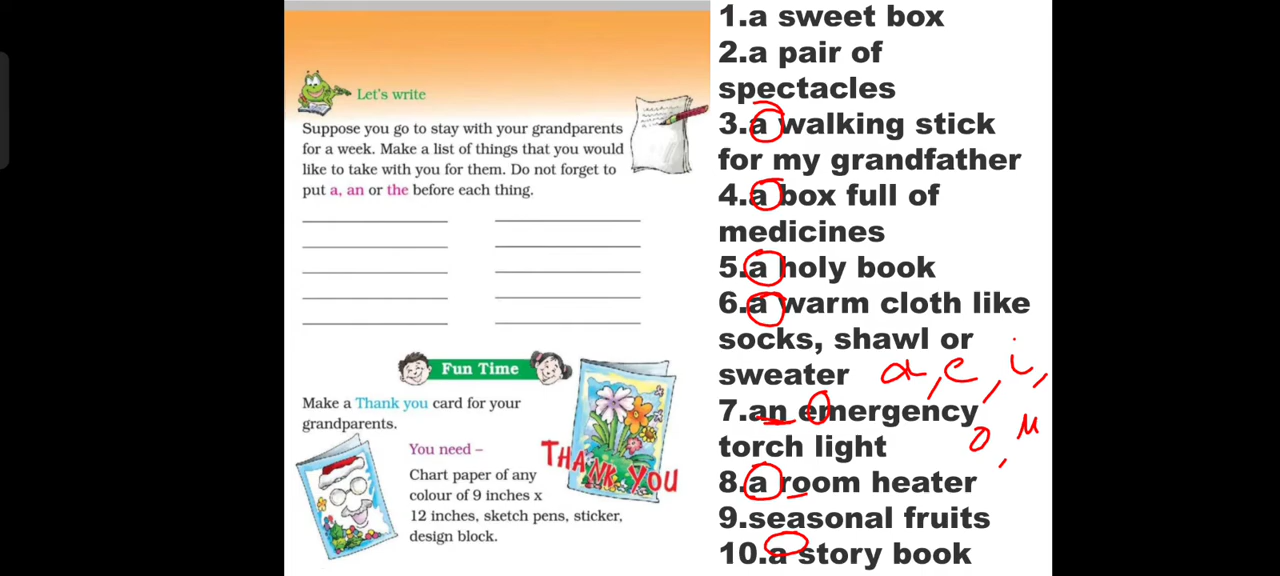 Let's write
Suppose you go to stay with your grandparents
for a week. Make a list of things that you would
like to take with you for them. Do not forget to
put a, an or the before each thing.
Fun Time
Make a Thank you card for your
grandparents.
You need –
Chart paper of any
colour of 9 inches x
12 inches, sketch pens, sticker,
design block.
THANK YOU
1.a sweet box
2.a pair of
spectacles
3.a walking stick
for my grandfather
4.a box full of
medicines
5.a holy book
6.a warm cloth like
socks, shawl or
sweater
a, e, i,
o, u
7.an emergency
torch light
8.a room heater
9.seasonal fruits
10.a story book